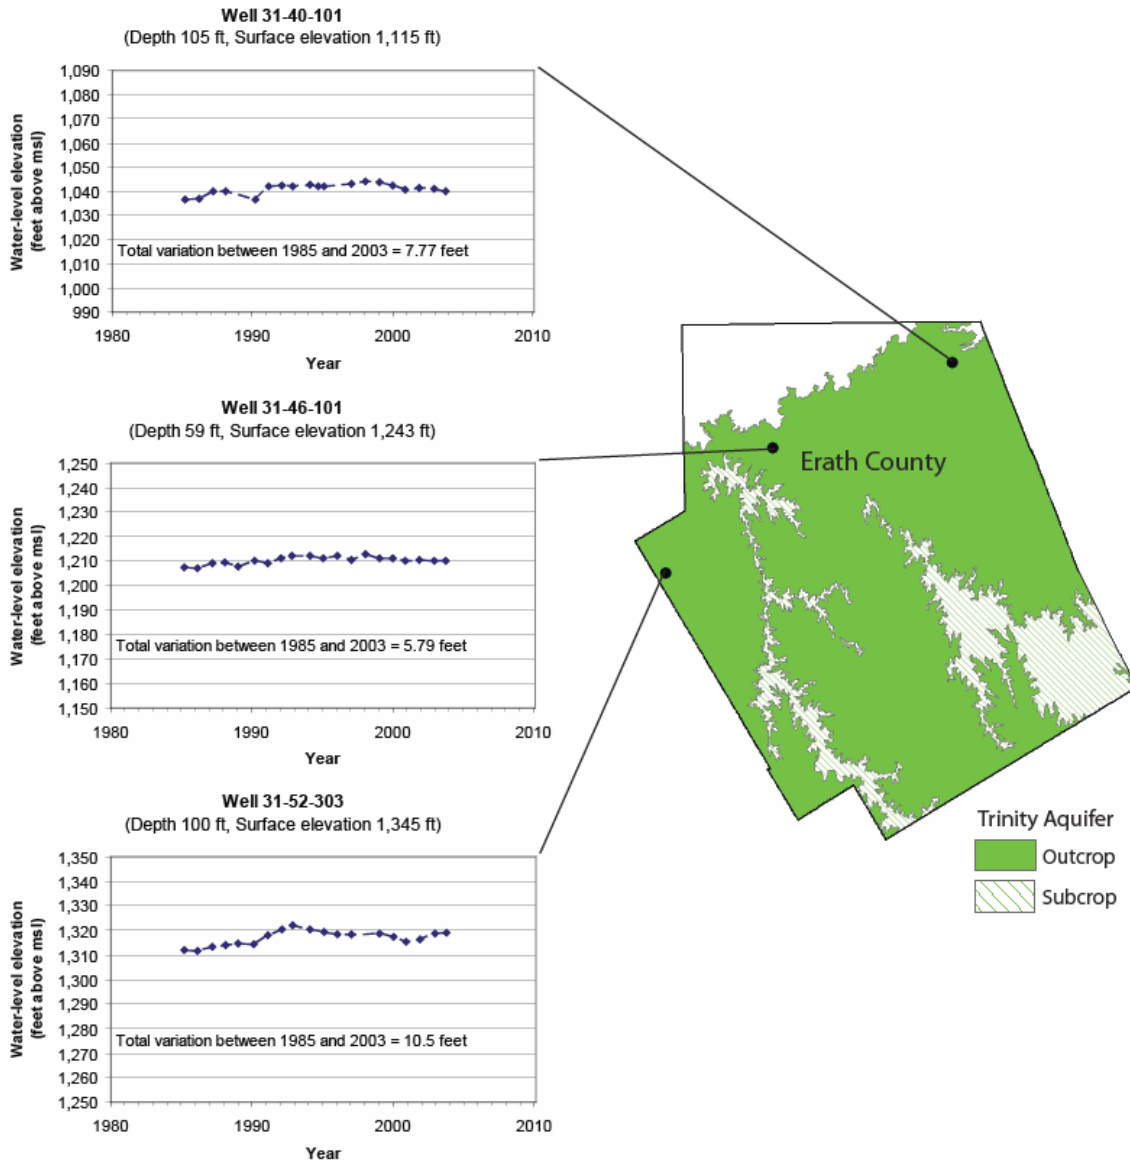 Well 31-40-101
(Depth 105 ft, Surface elevation 1,115 ft)
Water-level elevation
(feet above msl)
1,090
1,080
1,070
1,060
1,050
1,040
1,030
1,020
1,010
1,000
990
Total variation between 1985 and 2003 = 7.77 feet
1980 1990 2000 2010
Year
Well 31-46-101
(Depth 59 ft, Surface elevation 1,243 ft)
Water-level elevation
(feet above msl)
1,250
1,240
1,230
1,220
1,210
1,200
1,190
1,180
1,170
1,160
1,150
Total variation between 1985 and 2003 = 5.79 feet
1980 1990 2000 2010
Year
Well 31-52-303
(Depth 100 ft, Surface elevation 1,345 ft)
Water-level elevation
(feet above msl)
1,350
1,340
1,330
1,320
1,310
1,300
1,290
1,280
1,270
1,260
1,250
Total variation between 1985 and 2003 = 10.5 feet
1980 1990 2000 2010
Year
Erath County
Trinity Aquifer
Outcrop
Subcrop